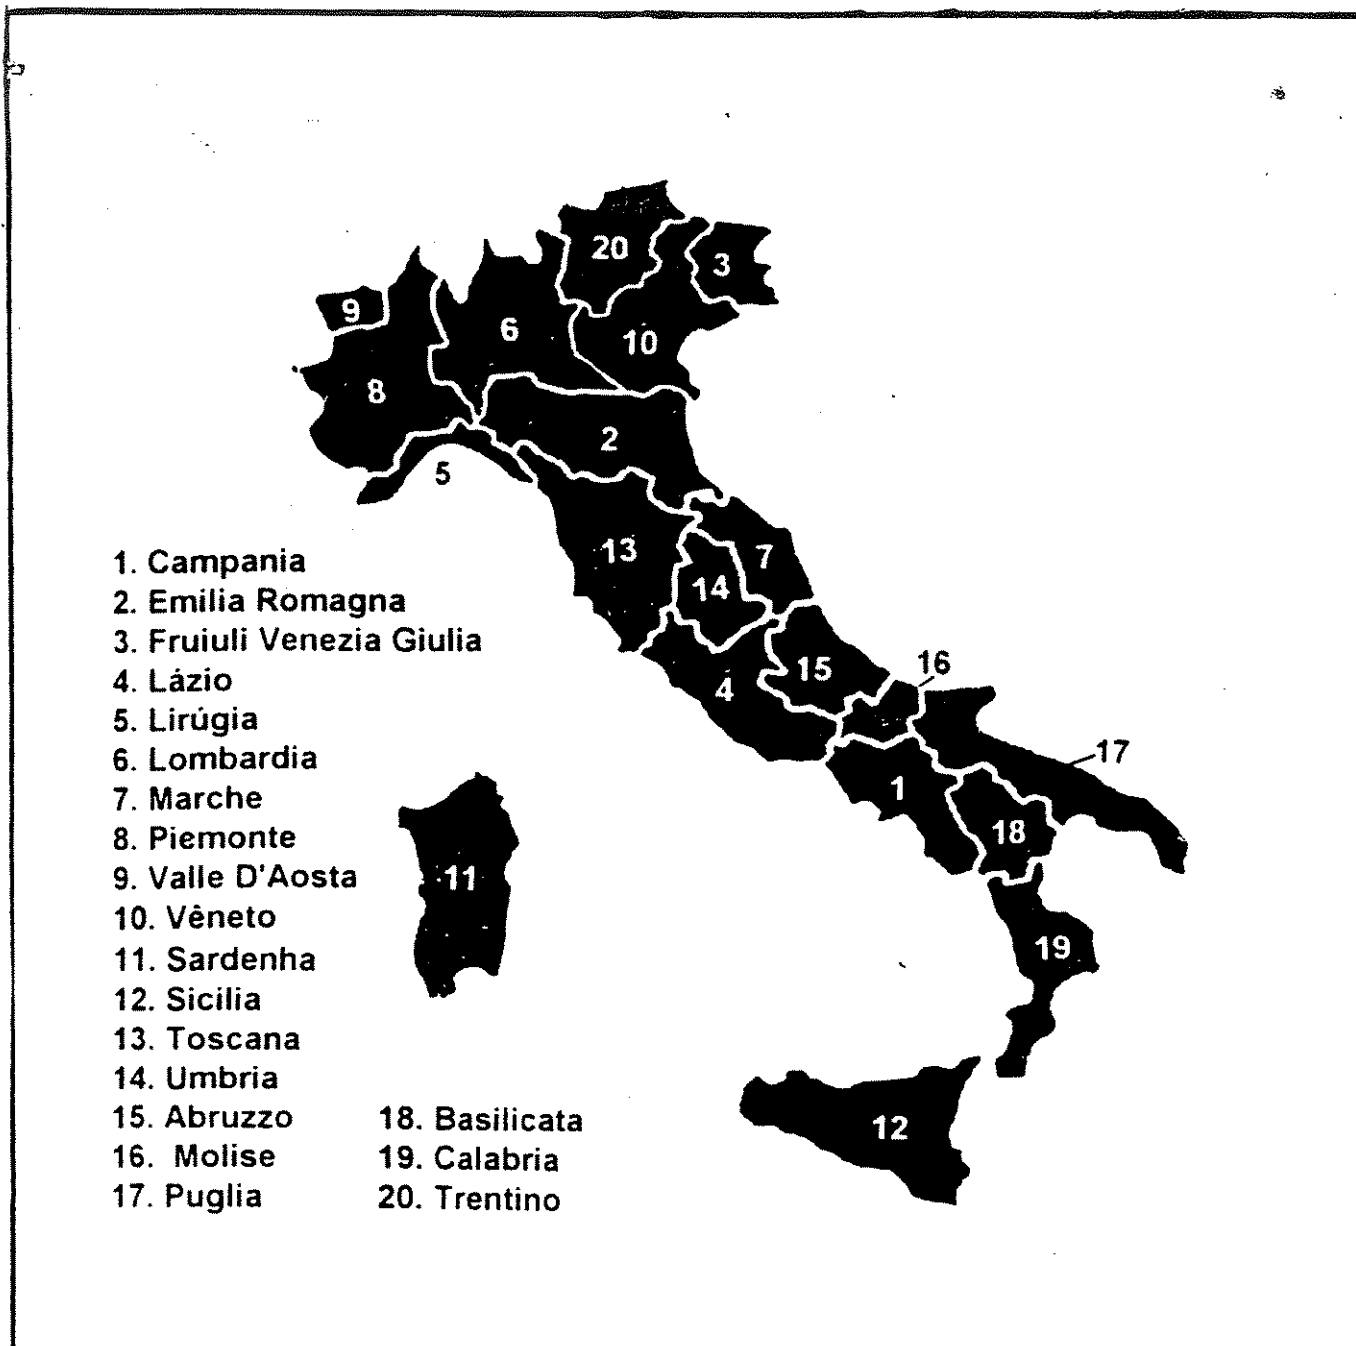 20
3
9
6
10
8
2
5
13
7
14
16
15
4
17
1
18
11
19
12
1. Campania
2. Emilia Romagna
3. Fruiuli Venezia Giulia
4. Lázio
5. Lirúgia
6. Lombardia
7. Marche
8. Piemonte
9. Valle D'Aosta
10. Vêneto
11. Sardenha
12. Sicilia
13. Toscana
14. Umbria
15. Abruzzo
16. Molise
17. Puglia
18. Basilicata
19. Calabria
20. Trentino